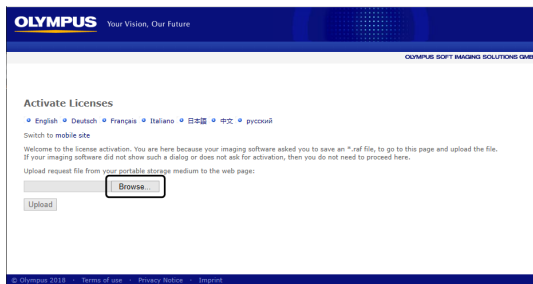 OLYMPUS Your Vision, Our Future
OLYMPUS SOFT IMAGING SOLUTIONS GMB
Activate Licenses
English Deutsch Français Italiano 日本語 中文 русский
Switch to mobile site
Welcome to the license activation. You are here because your imaging software asked you to save an *.raf file, to go to this page and upload the file.
If your imaging software did not show such a dialog or does not ask for activation, then you do not need to proceed here.
Upload request file from your portable storage medium to the web page:
Browse...
Upload
© Olympus 2018 · Terms of use · Privacy Notice · Imprint